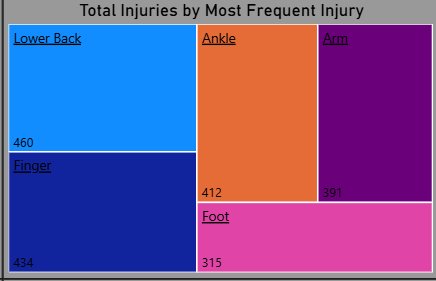 Total Injuries by Most Frequent Injury
Lower Back
460
Finger
434
Ankle
412
Arm
391
Foot
315